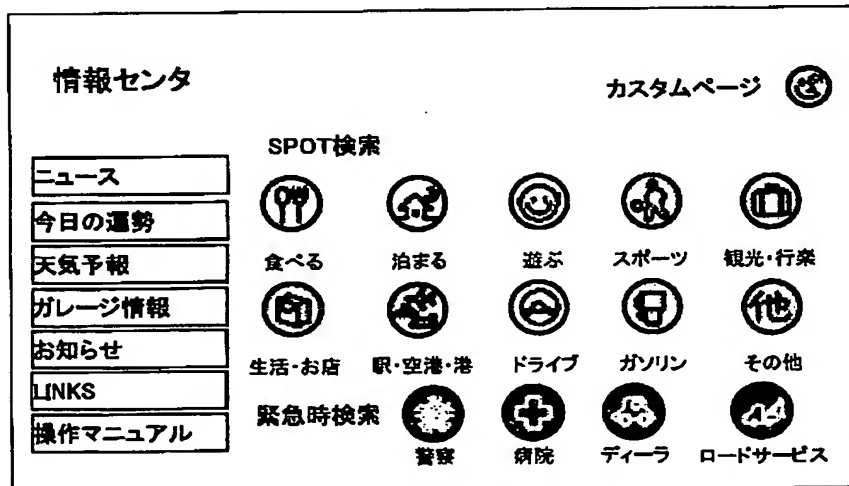 情報センタ
カスタムページ
SPOT検索
ニュース
今日の運勢
天気予報
ガレージ情報
お知らせ
LINKS
操作マニュアル
食べる 泊まる 遊ぶ スポーツ 観光・行楽
他
生活・お店 駅・空港・港 ドライブ ガソリン その他
緊急時検索
警察 病院 ディーラ ロードサービス